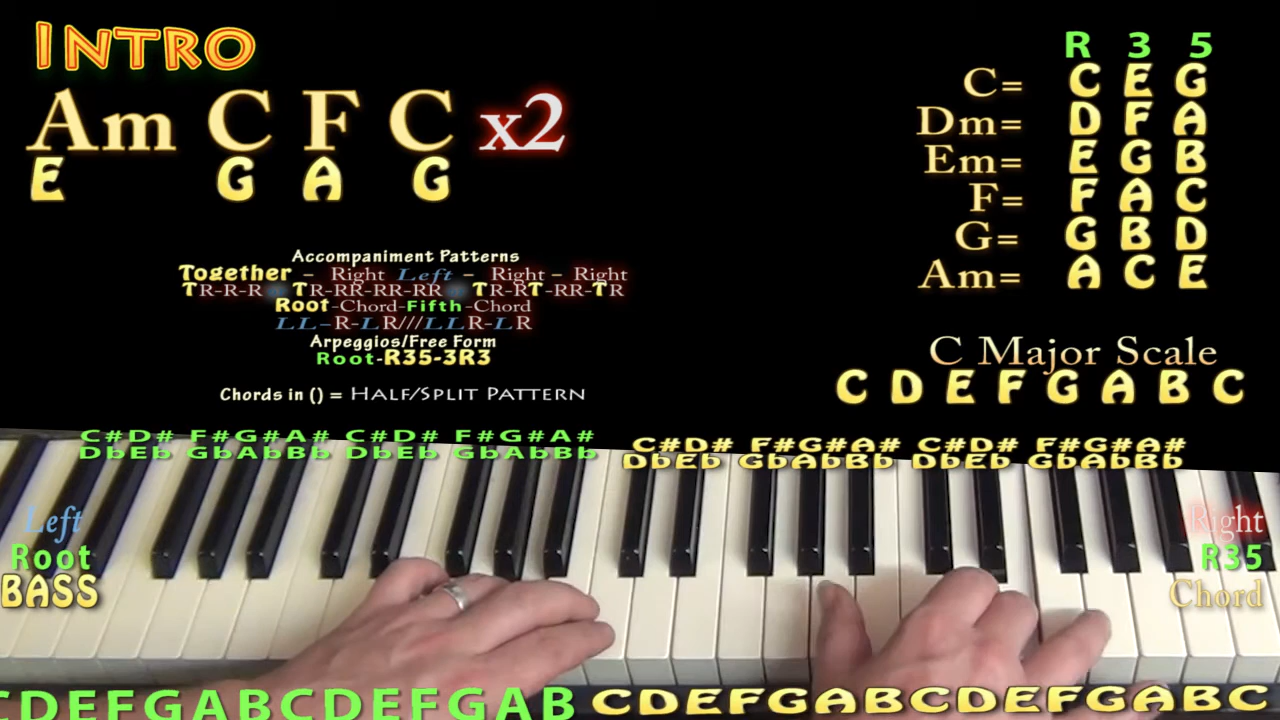 INTRO
Am C F C x2
E G A G
R 3 5
C= C E G
Dm= D F A
Em= E G B
F= F A C
G= G B D
Am= A C E
Accompaniment Patterns
Together – Right Left – Right – Right
TR-R-R TR-RR-RR-RR TR-RT-RR-TR
Root-Chord-Fifth-Chord
LL-R-LR///LLR-LR
Arpeggios/Free Form
Root-R35-3R3
Chords in () = Half/Split Pattern
C Major Scale
C D E F G A B C
C#D# F#G#A# C#D# F#G#A# C#D# F#G#A# C#D# F#G#A#
DbEb GbAbBb DbEb GbAbBb DbEb GbAbBb DbEb GbAbBb
Left
Root
BASS
Right
R35
Chord
CDEFGABCDEFGAB CDEFGABCDEFGABC